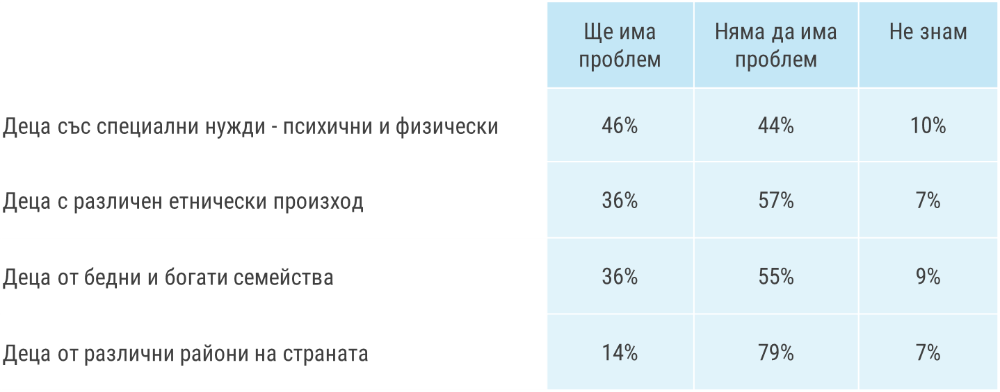 Ще има Няма да има Не знам
проблем проблем
Деца със специални нужди - психични и физически 46% 44% 10%
Деца с различен етнически произход 36% 57% 7%
Деца от бедни и богати семейства 36% 55% 9%
Деца от различни райони на страната 14% 79% 7%